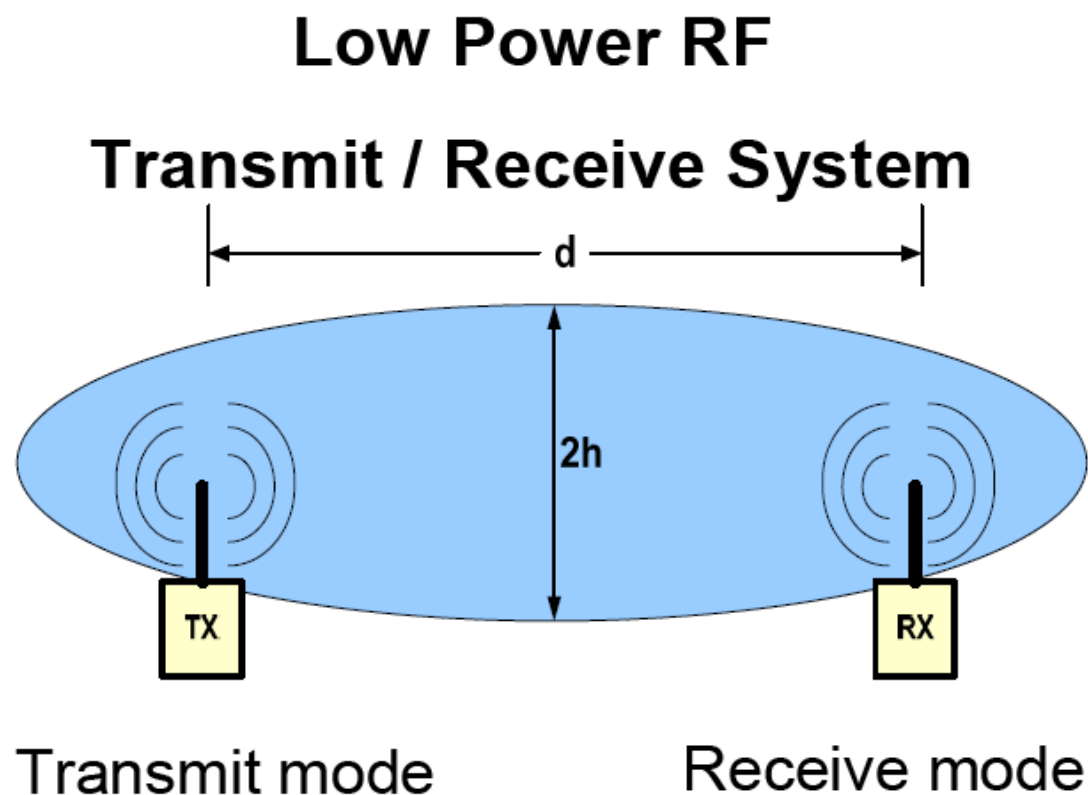 Low Power RF
Transmit / Receive System
d
2h
TX
RX
Transmit mode
Receive mode